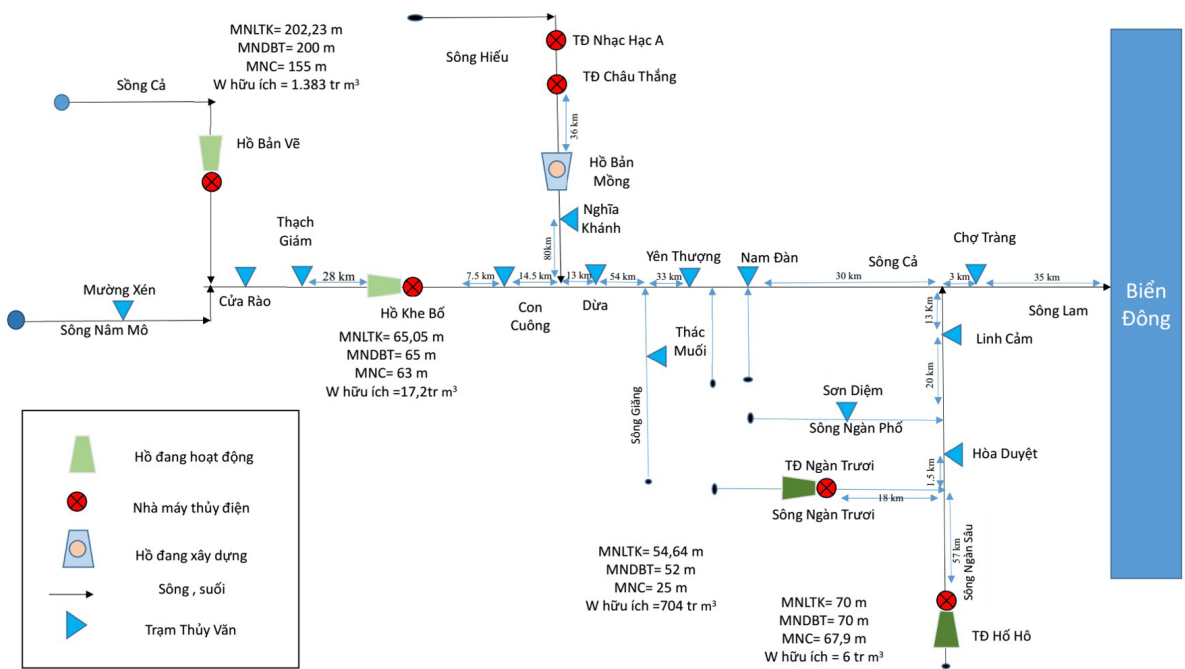 MNLTK= 202,23 m
MNDBT= 200 m
MNC= 155 m
W hữu ích = 1.383 tr m³
Sông Hiếu
TĐ Nhạc Hạc A
TĐ Châu Thắng
36 km
Sồng Cả
Hồ Bản Vẽ
Hồ Bản
Mồng
Nghĩa
Khánh
80km
Thạch
Giám
28 km
Mường Xén
Sông Nâm Mô
Cửa Rào
Hồ Khe Bố
7.5 km
14.5 km
13 km
54 km
33 km
Con
Cuông
Dừa
Yên Thượng
Nam Đàn
Sông Cả
30 km
Chợ Tràng
3 km
35 km
Sông Lam
Biển
Đông
MNLTK= 65,05 m
MNDBT= 65 m
MNC= 63 m
W hữu ích =17,2tr m³
Thác
Muối
Sông Giăng
13 Km
Linh Cảm
20 km
Sơn Diệm
Sông Ngàn Phố
Hòa Duyệt
1.5 km
TĐ Ngàn Trươi
18 km
Sông Ngàn Trươi
57 km
Sông Ngàn Sâu
MNLTK= 54,64 m
MNDBT= 52 m
MNC= 25 m
W hữu ích =704 tr m³
MNLTK= 70 m
MNDBT= 70 m
MNC= 67,9 m
W hữu ích = 6 tr m³
TĐ Hố Hô
Hồ đang hoạt động
Nhà máy thủy điện
Hồ đang xây dựng
Sông , suối
Trạm Thủy Văn